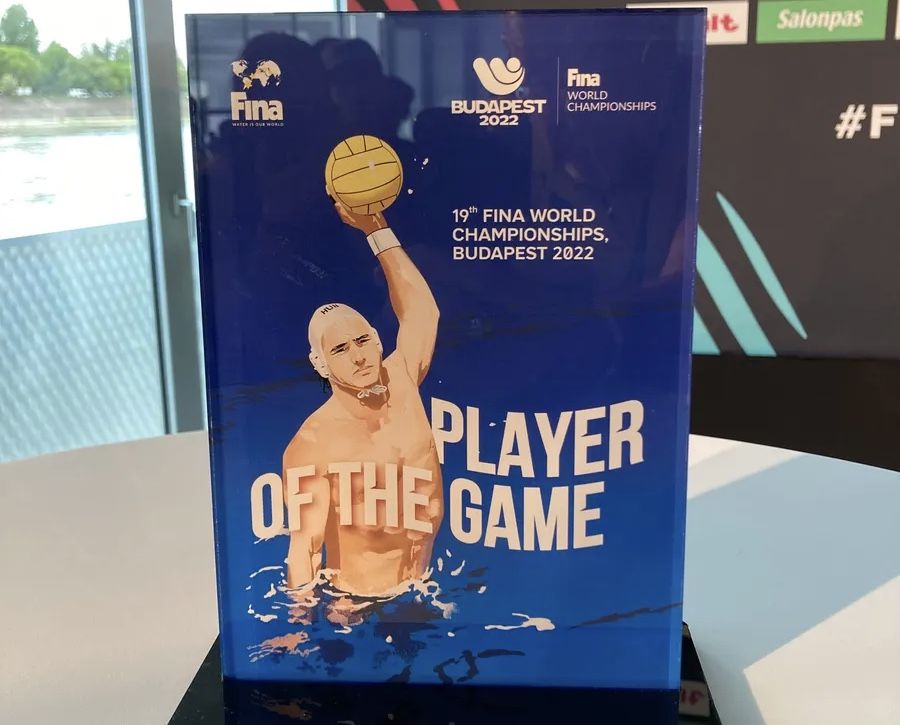 Salonpas
#F
Fina
WATER IS OUR WORLD
BUDAPEST
2022
Fina
WORLD
CHAMPIONSHIPS
19th FINA WORLD
CHAMPIONSHIPS,
BUDAPEST 2022
HUN
PLAYER
OF THE GAME